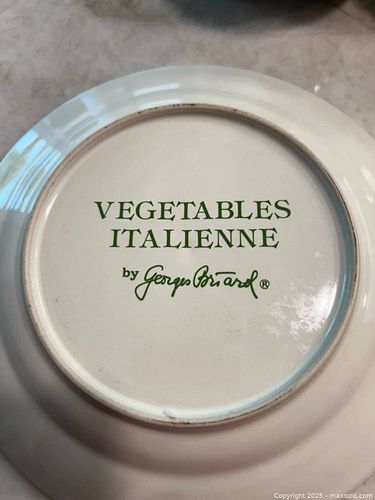 VEGETABLES
ITALIENNE
by Georges Briard ®
Copyright 2025 - maxsold.com